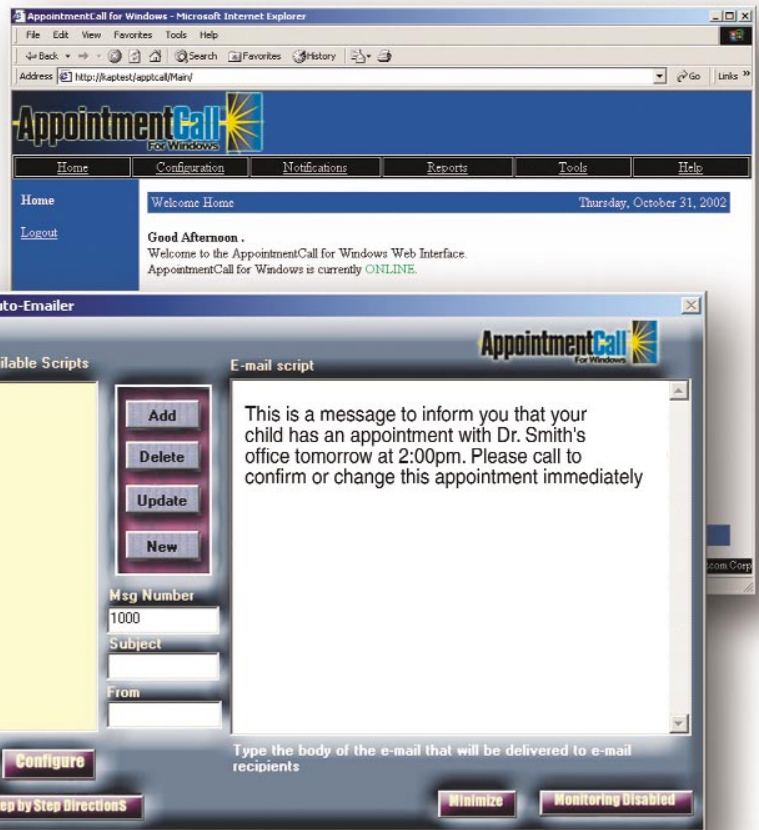 AppointmentCall for Windows - Microsoft Internet Explorer
File Edit View Favorites Tools Help
Back Search Favorites History
Address http://kaptest/apptcall/Main/ Go Links »
AppointmentCall
For Windows
Home Configuration Notifications Reports Tools Help
Home
Welcome Home Thursday, October 31, 2002
Logout
Good Afternoon .
Welcome to the AppointmentCall for Windows Web Interface.
AppointmentCall for Windows is currently ONLINE.
uto-Emailer
AppointmentCall
For Windows
ilable Scripts
E-mail script
Add
Delete
Update
New
This is a message to inform you that your
child has an appointment with Dr. Smith's
office tomorrow at 2:00pm. Please call to
confirm or change this appointment immediately
Msg Number
1000
Subject
From
com Corp
Configure
Type the body of the e-mail that will be delivered to e-mail
recipients
ep by Step DirectionS
Minimize
Monitoring Disabled